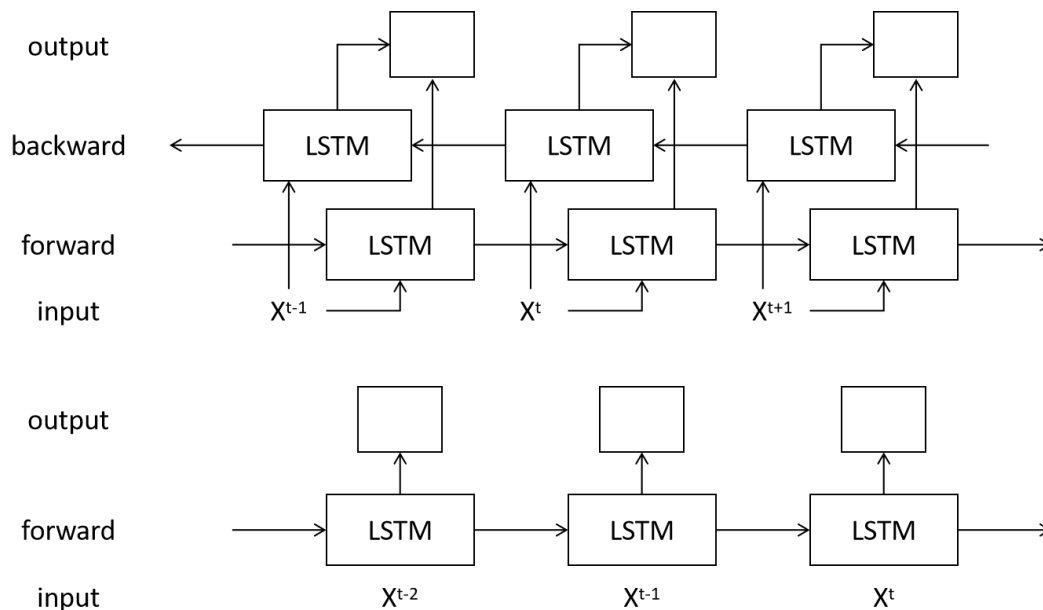 output
backward LSTM LSTM LSTM
forward LSTM LSTM LSTM
input Xt-1 Xt Xt+1
output
forward LSTM LSTM LSTM
input Xt-2 Xt-1 Xt